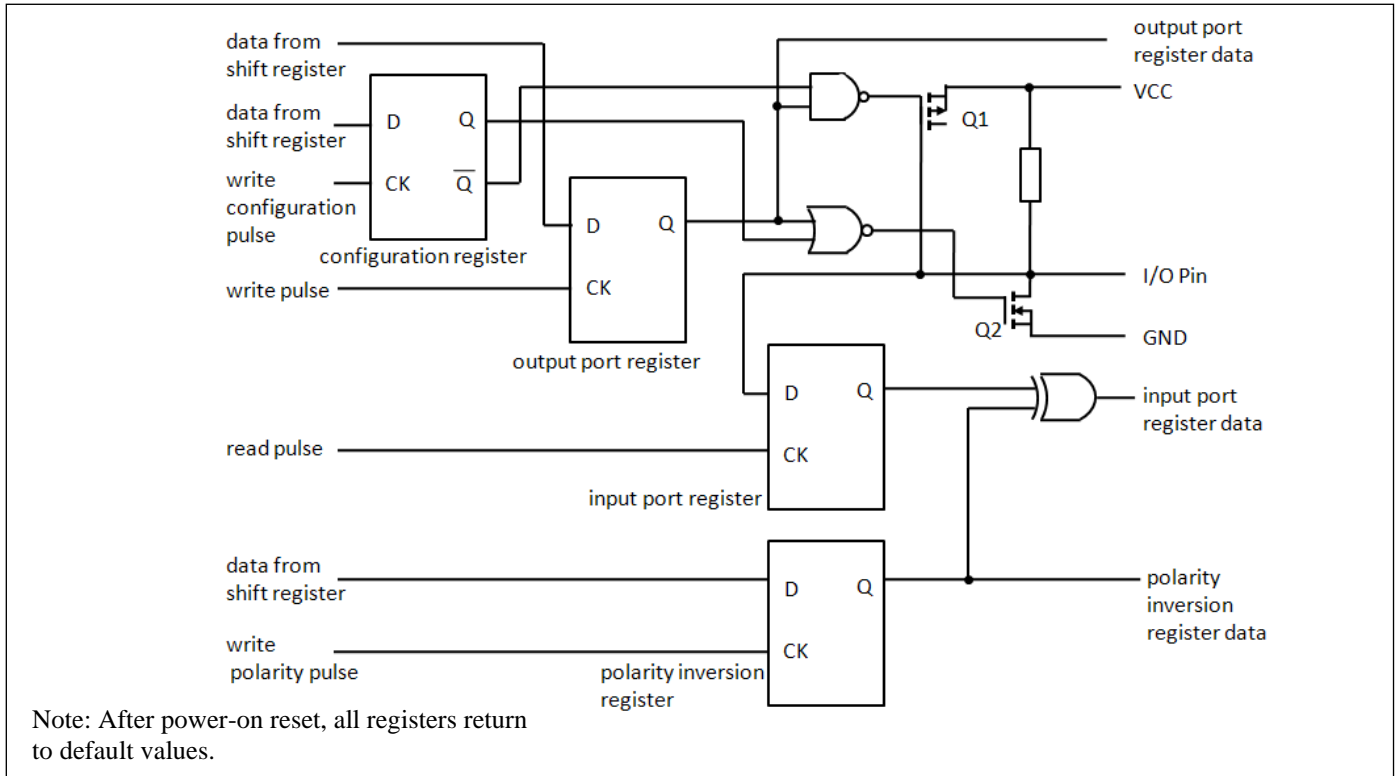 data from
shift register
output port
register data
data from
shift register
D
Q
VCC
Q1
write
configuration
pulse
CK
Q
configuration register
D
Q
write pulse
CK
I/O Pin
Q2
GND
output port register
D
Q
input port
register data
read pulse
CK
input port register
data from
shift register
D
Q
polarity
inversion
register data
write
polarity pulse
CK
polarity inversion
register
Note: After power-on reset, all registers return
to default values.